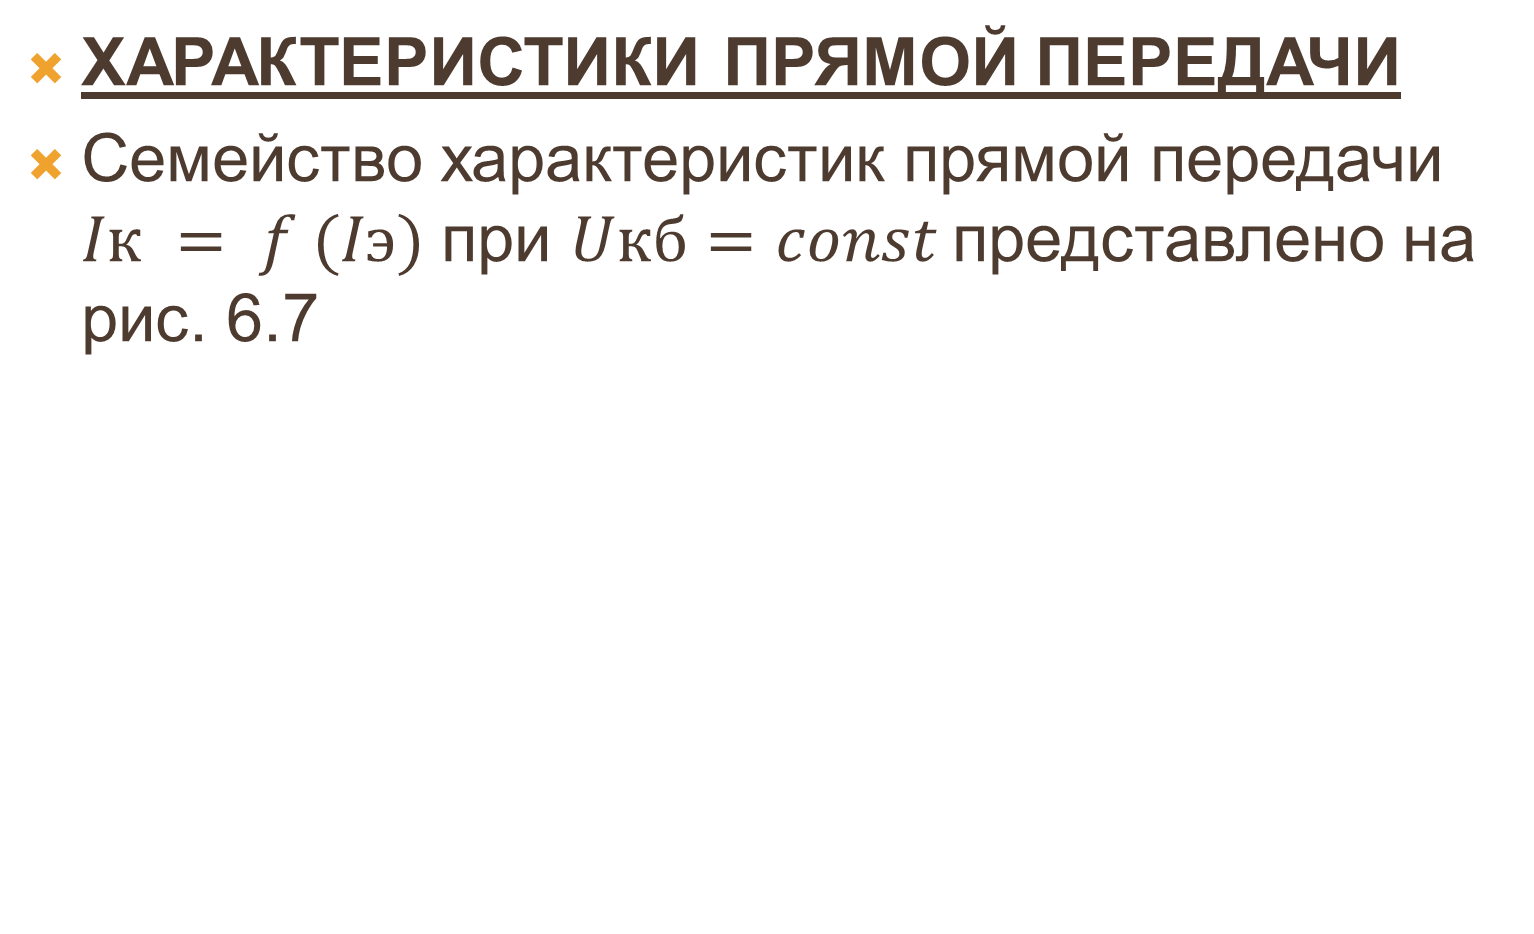 ХАРАКТЕРИСТИКИ ПРЯМОЙ ПЕРЕДАЧИ
Семейство характеристик прямой передачи
Iк = f (Iэ) при Uкб = const представлено на
рис. 6.7